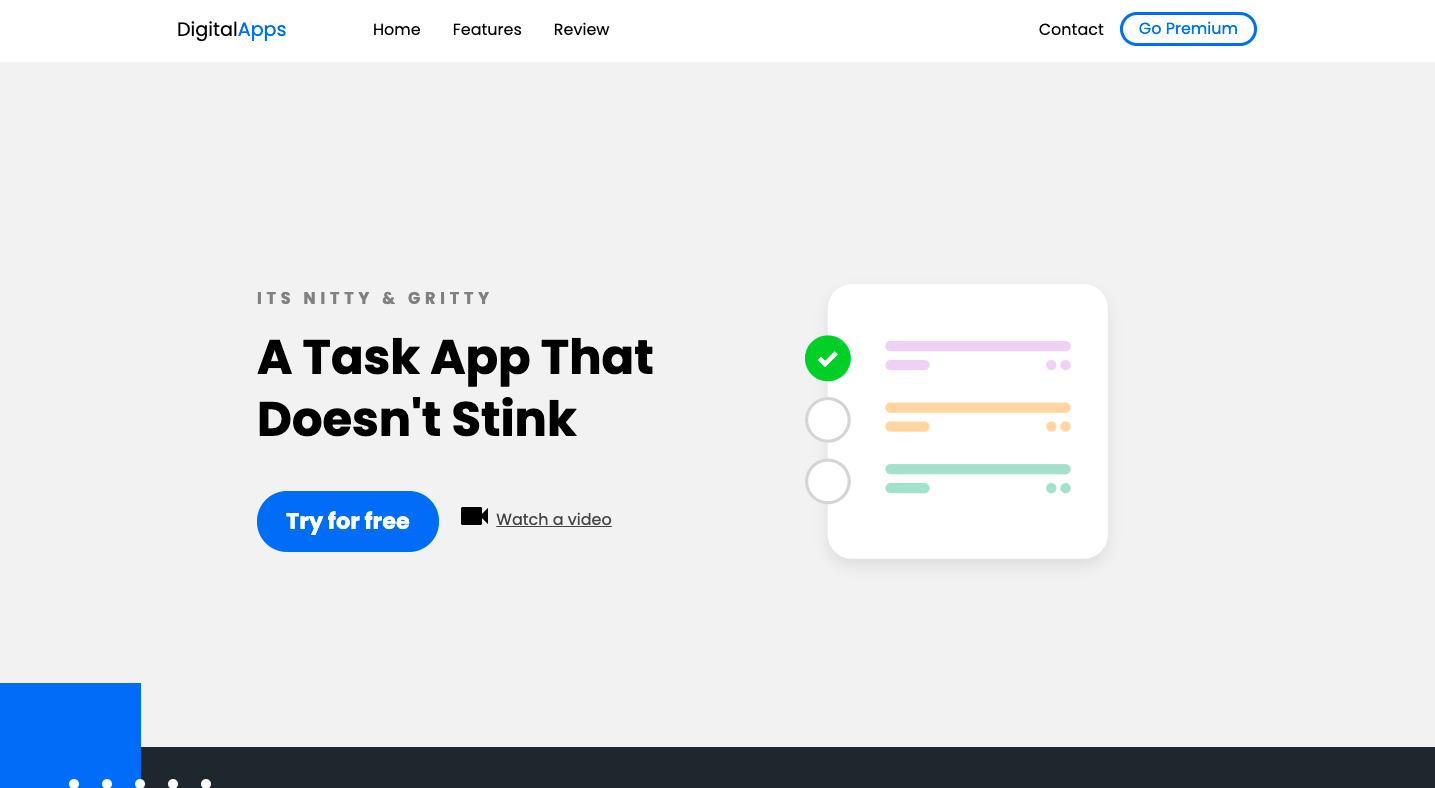 DigitalApps
Home
Features
Review
Contact
Go Premium
ITS NITTY & GRITTY
A Task App That
Doesn't Stink
Try for free
Watch a video